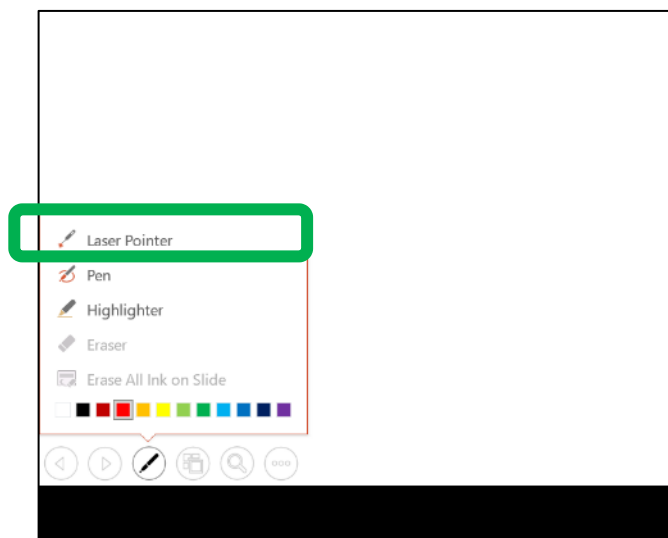 Laser Pointer
Pen
Highlighter
Eraser
Erase All Ink on Slide